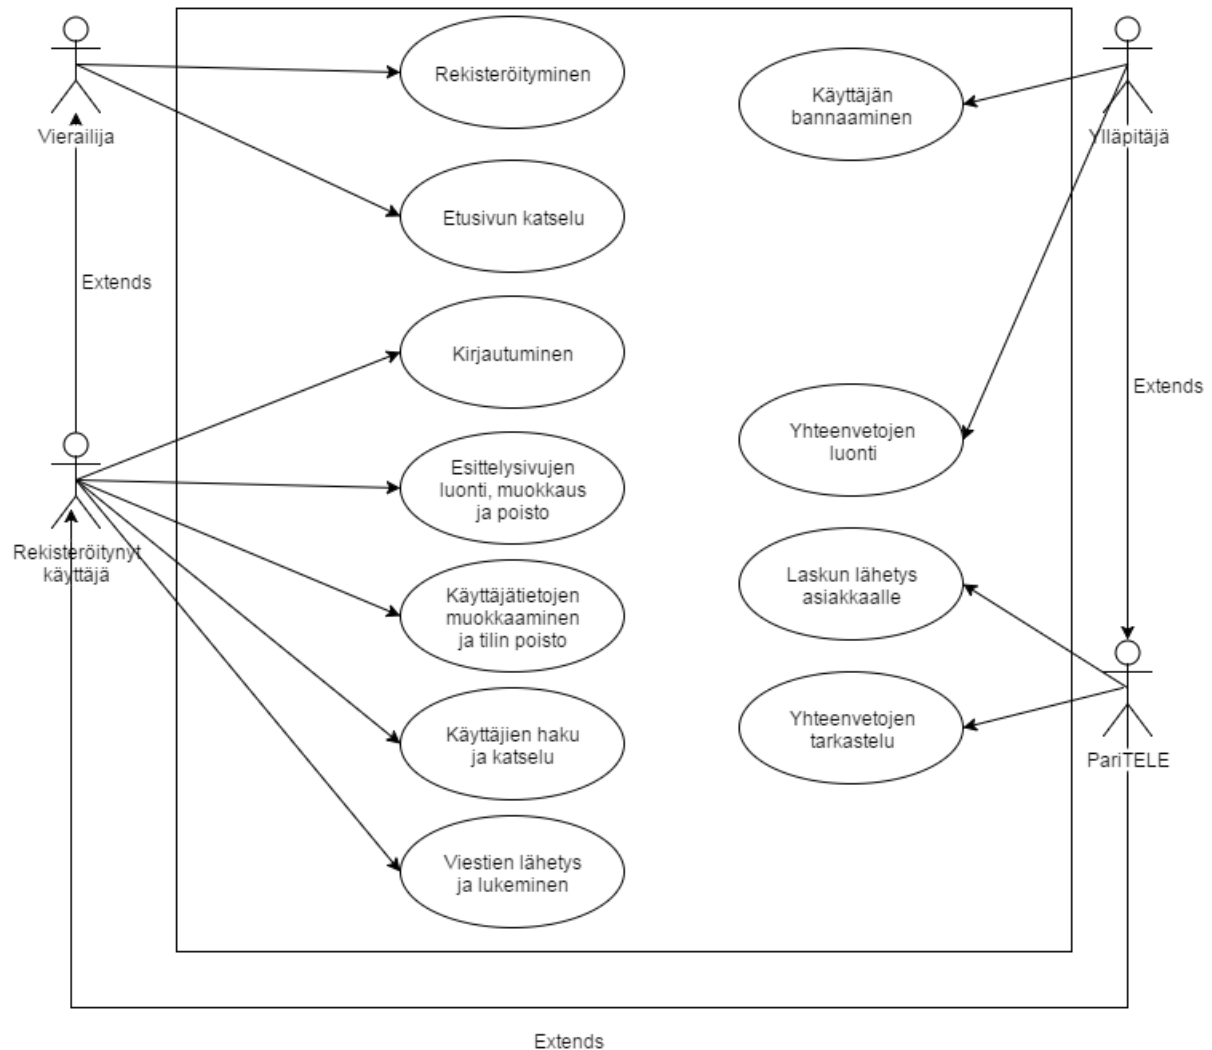 Vierailija
Rekisteröityminen
Käyttäjän
bannaaminen
Ylläpitäjä
Etusivun katselu
Extends
Kirjautuminen
Extends
Yhteenvetojen
luonti
Rekisteröitynyt
käyttäjä
Esittelysivujen
luonti, muokkaus
ja poisto
Laskun lähetys
asiakkaalle
Käyttäjätietojen
muokkaaminen
ja tilin poisto
Yhteenvetojen
tarkastelu
PariTELE
Käyttäjien haku
ja katselu
Viestien lähetys
ja lukeminen
Extends